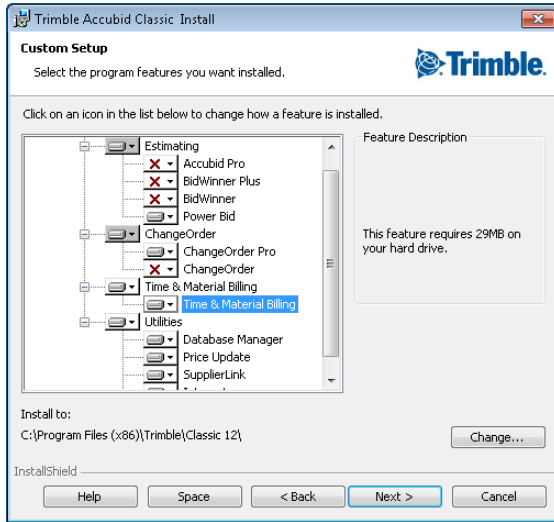 Trimble Accubid Classic Install
Custom Setup
Select the program features you want installed.
Trimble.
Click on an icon in the list below to change how a feature is installed.
Estimating
Accubid Pro
BidWinner Plus
BidWinner
Power Bid
ChangeOrder
ChangeOrder Pro
ChangeOrder
Time & Material Billing
Time & Material Billing
Utilities
Database Manager
Price Update
SupplierLink
Feature Description
This feature requires 29MB on
your hard drive.
Install to:
C:\Program Files (x86)\Trimble\Classic 12\
Change...
InstallShield
Help
Space
< Back
Next >
Cancel